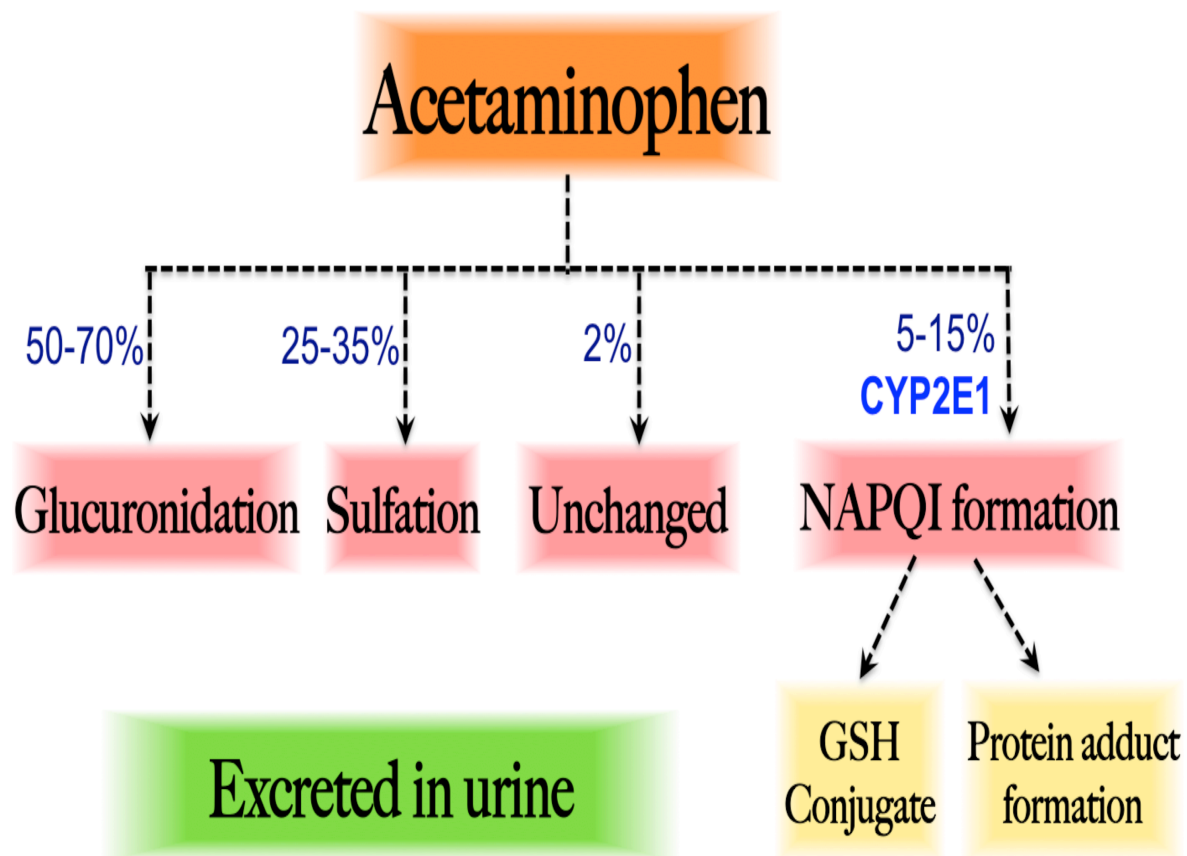 Acetaminophen
50-70%
25-35%
2%
5-15%
CYP2E1
Glucuronidation
Sulfation
Unchanged
NAPQI formation
GSH
Conjugate
Protein adduct
formation
Excreted in urine